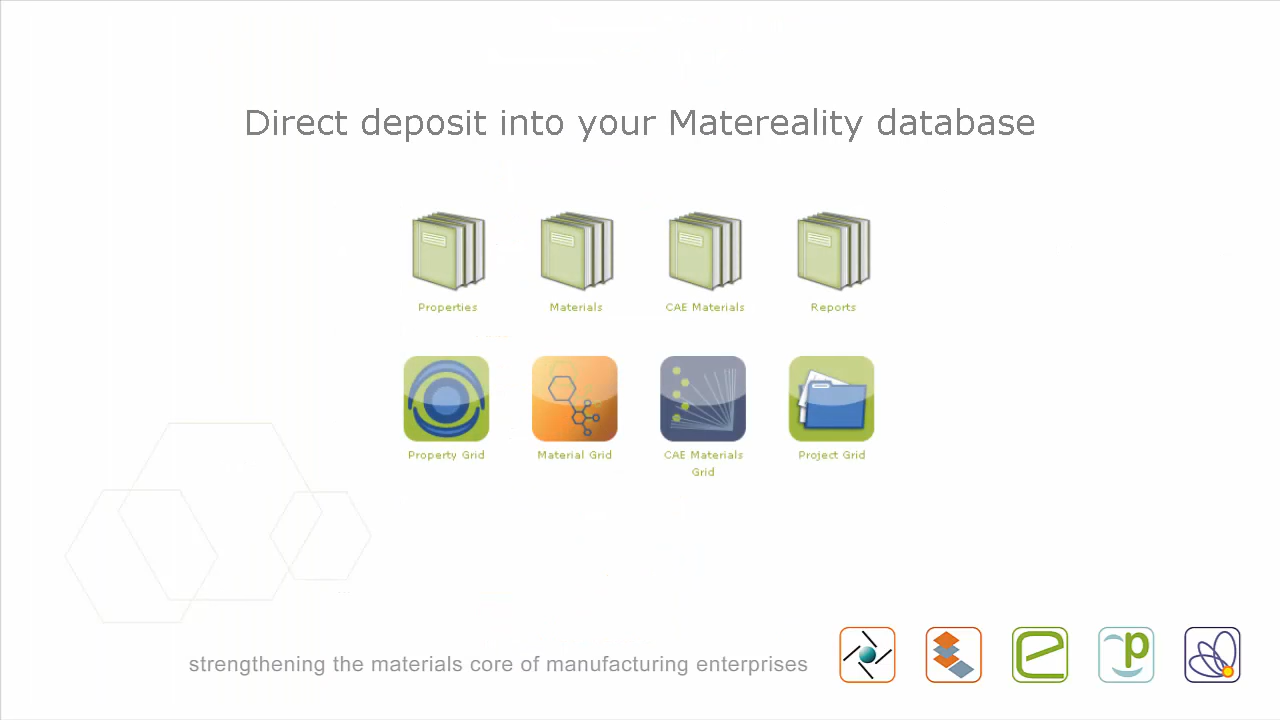 Direct deposit into your Matereality database
Properties Materials CAE Materials Reports
Property Grid Material Grid CAE Materials Grid Project Grid
strengthening the materials core of manufacturing enterprises
e p